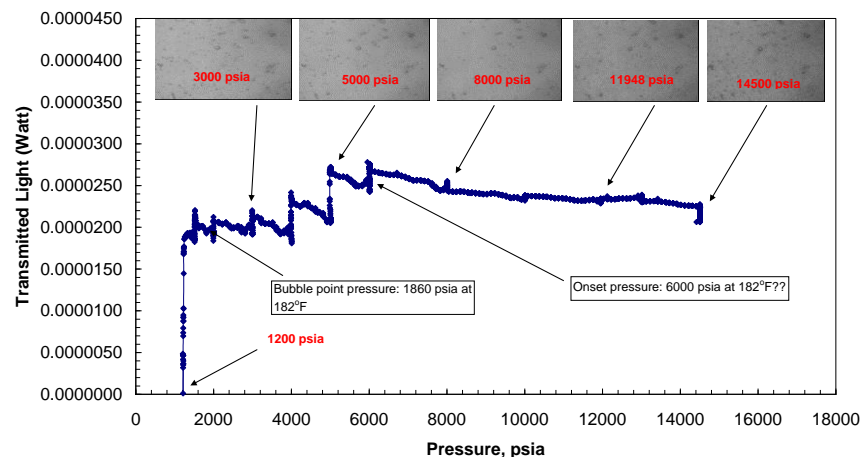 0.0000450
0.0000400
0.0000350
0.0000300
0.0000250
0.0000200
0.0000150
0.0000100
0.0000050
0.0000000
Transmitted Light (Watt)
3000 psia
5000 psia
8000 psia
11948 psia
14500 psia
Bubble point pressure: 1860 psia at
182°F
Onset pressure: 6000 psia at 182°F??
1200 psia
0
2000
4000
6000
8000
10000
12000
14000
16000
18000
Pressure, psia